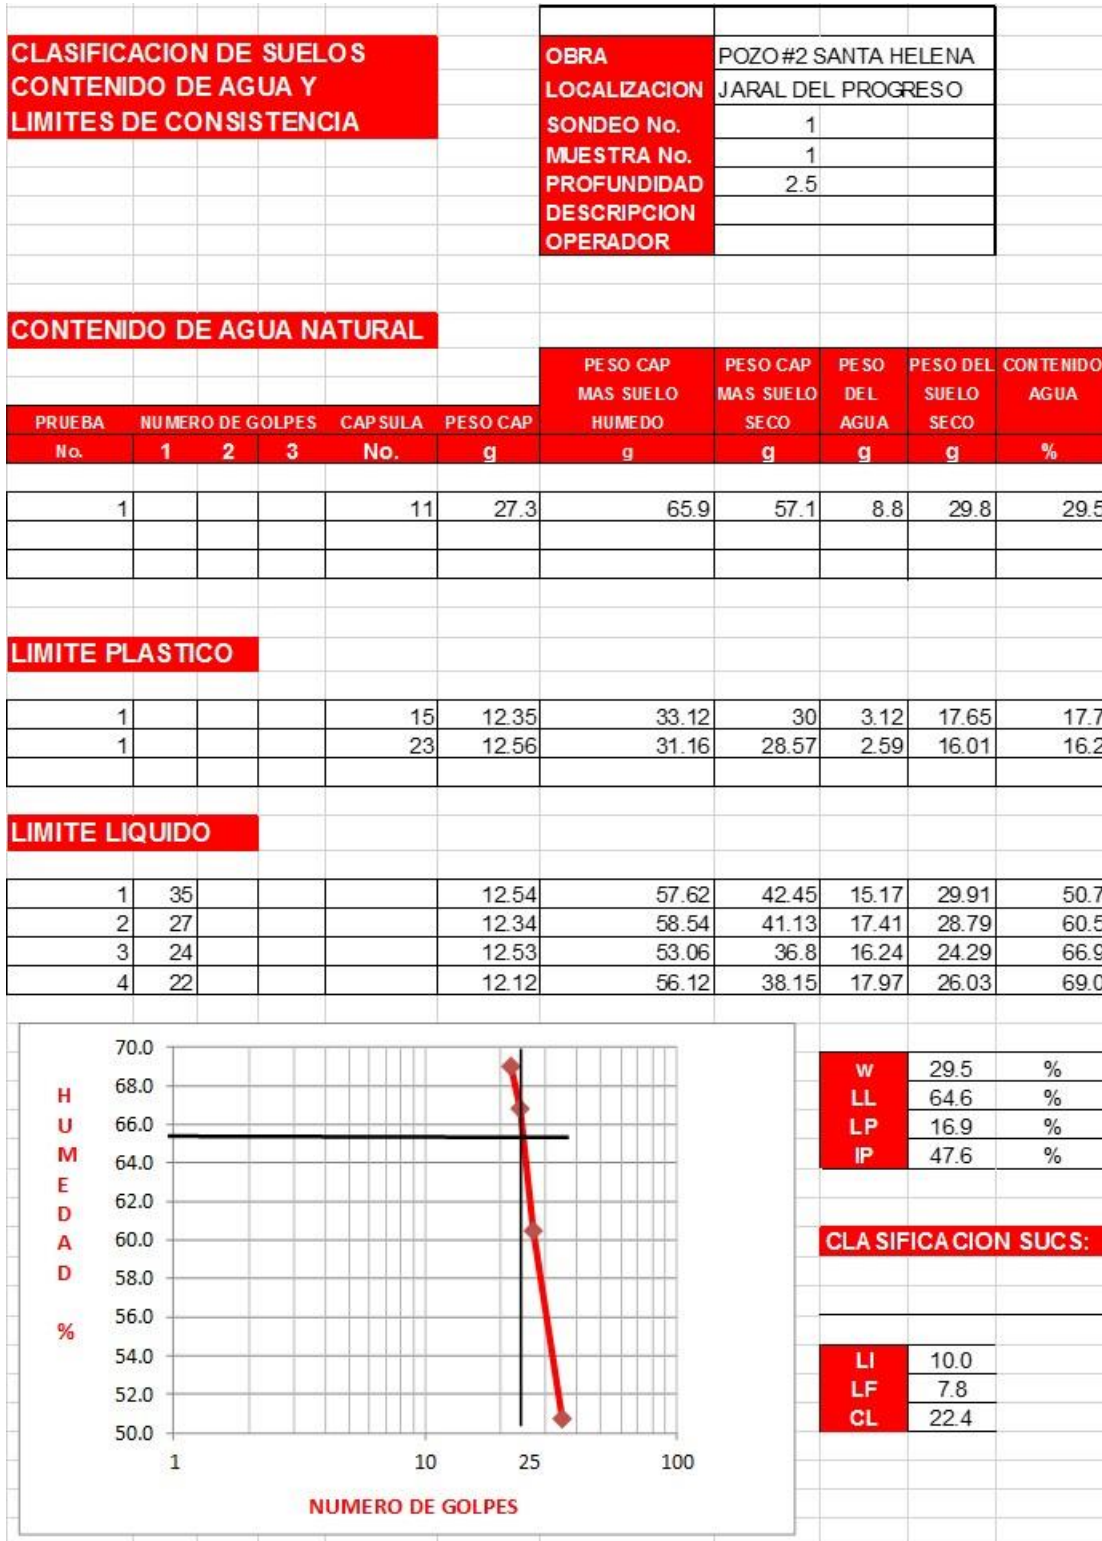 CLASIFICACION DE SUELOS
CONTENIDO DE AGUA Y
LIMITES DE CONSISTENCIA
OBRA POZO #2 SANTA HELENA
LOCALIZACION JARAL DEL PROGRESO
SONDEO No. 1
MUESTRA No. 1
PROFUNDIDAD 2.5
DESCRIPCION
OPERADOR
CONTENIDO DE AGUA NATURAL
PESO CAP PESO CAP PESO PESO DEL CONTENIDO
MAS SUELO MAS SUELO DEL SUELO AGUA
PRUEBA NUMERO DE GOLPES CAPSULA PESO CAP HUMEDO SECO AGUA SECO
No. 1 2 3 No. g g g g g %
1 11 27.3 65.9 57.1 8.8 29.8 29.5
LIMITE PLASTICO
1 15 12.35 33.12 30 3.12 17.65 17.7
1 23 12.56 31.16 28.57 2.59 16.01 16.2
LIMITE LIQUIDO
1 35 12.54 57.62 42.45 15.17 29.91 50.7
2 27 12.34 58.54 41.13 17.41 28.79 60.5
3 24 12.53 53.06 36.8 16.24 24.29 66.9
4 22 12.12 56.12 38.15 17.97 26.03 69.0
HUMEDAD %
70.0
68.0
66.0
64.0
62.0
60.0
58.0
56.0
54.0
52.0
50.0
1 10 25 100
NUMERO DE GOLPES
W 29.5 %
LL 64.6 %
LP 16.9 %
IP 47.6 %
CLASIFICACION SUCS:
LI 10.0
LF 7.8
CL 22.4